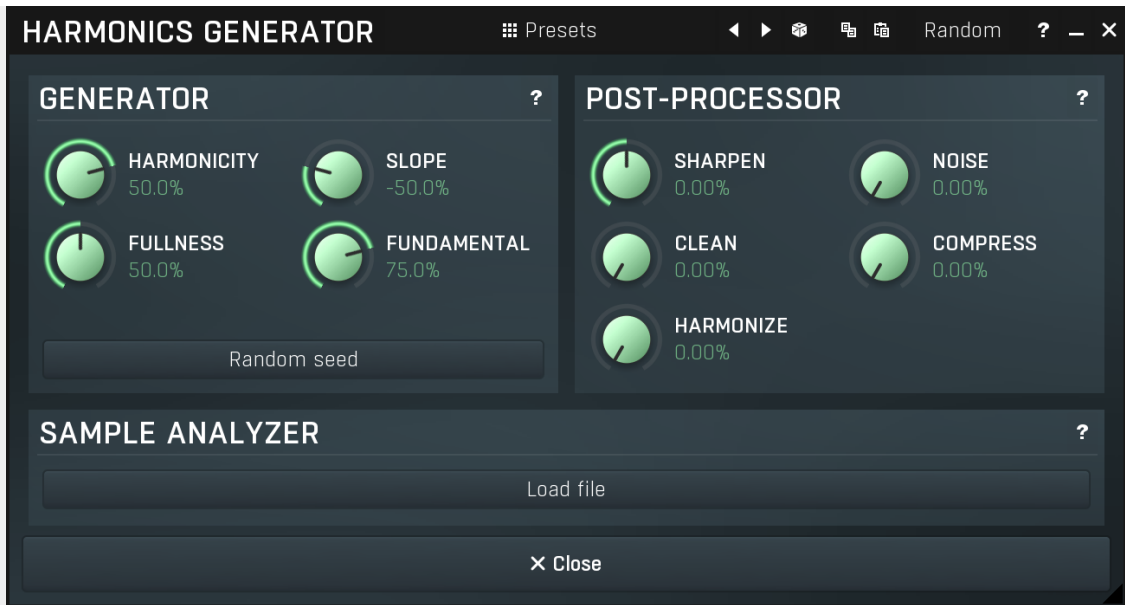 HARMONICS GENERATOR Presets Random ?
GENERATOR ?
HARMONICITY
50.0%
SLOPE
-50.0%
FULLNESS
50.0%
FUNDAMENTAL
75.0%
Random seed
POST-PROCESSOR ?
SHARPEN
0.00%
NOISE
0.00%
CLEAN
0.00%
COMPRESS
0.00%
HARMONIZE
0.00%
SAMPLE ANALYZER ?
Load file
Close